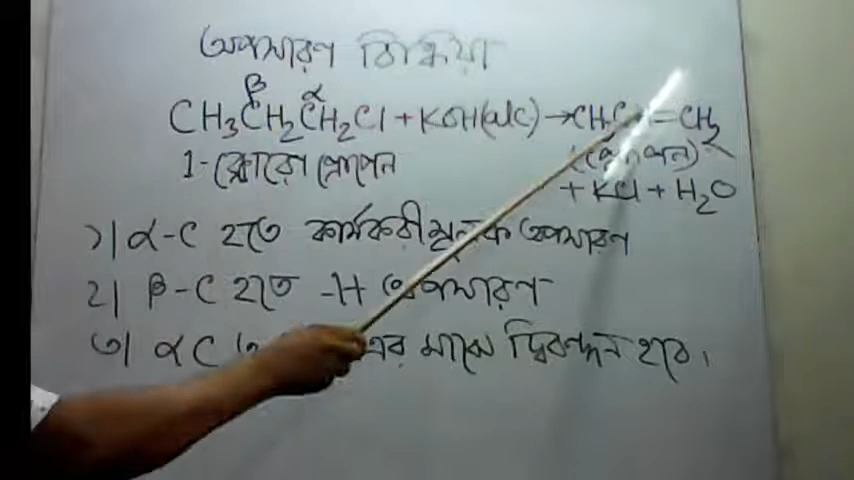 অপসারণ বিক্রিয়া
β α
CH3CH2CH2Cl + KOH(alC) → CH3C =CH2
1-ক্লোরো প্রোপেন (প্রোপিন)
+ KCl + H2O
১| α-C হতে কার্যকরীমূলক অপসারণ
২| β-C হতে -H অপসারণ
৩| αC এর মাঝে দ্বিবন্ধন হবে।